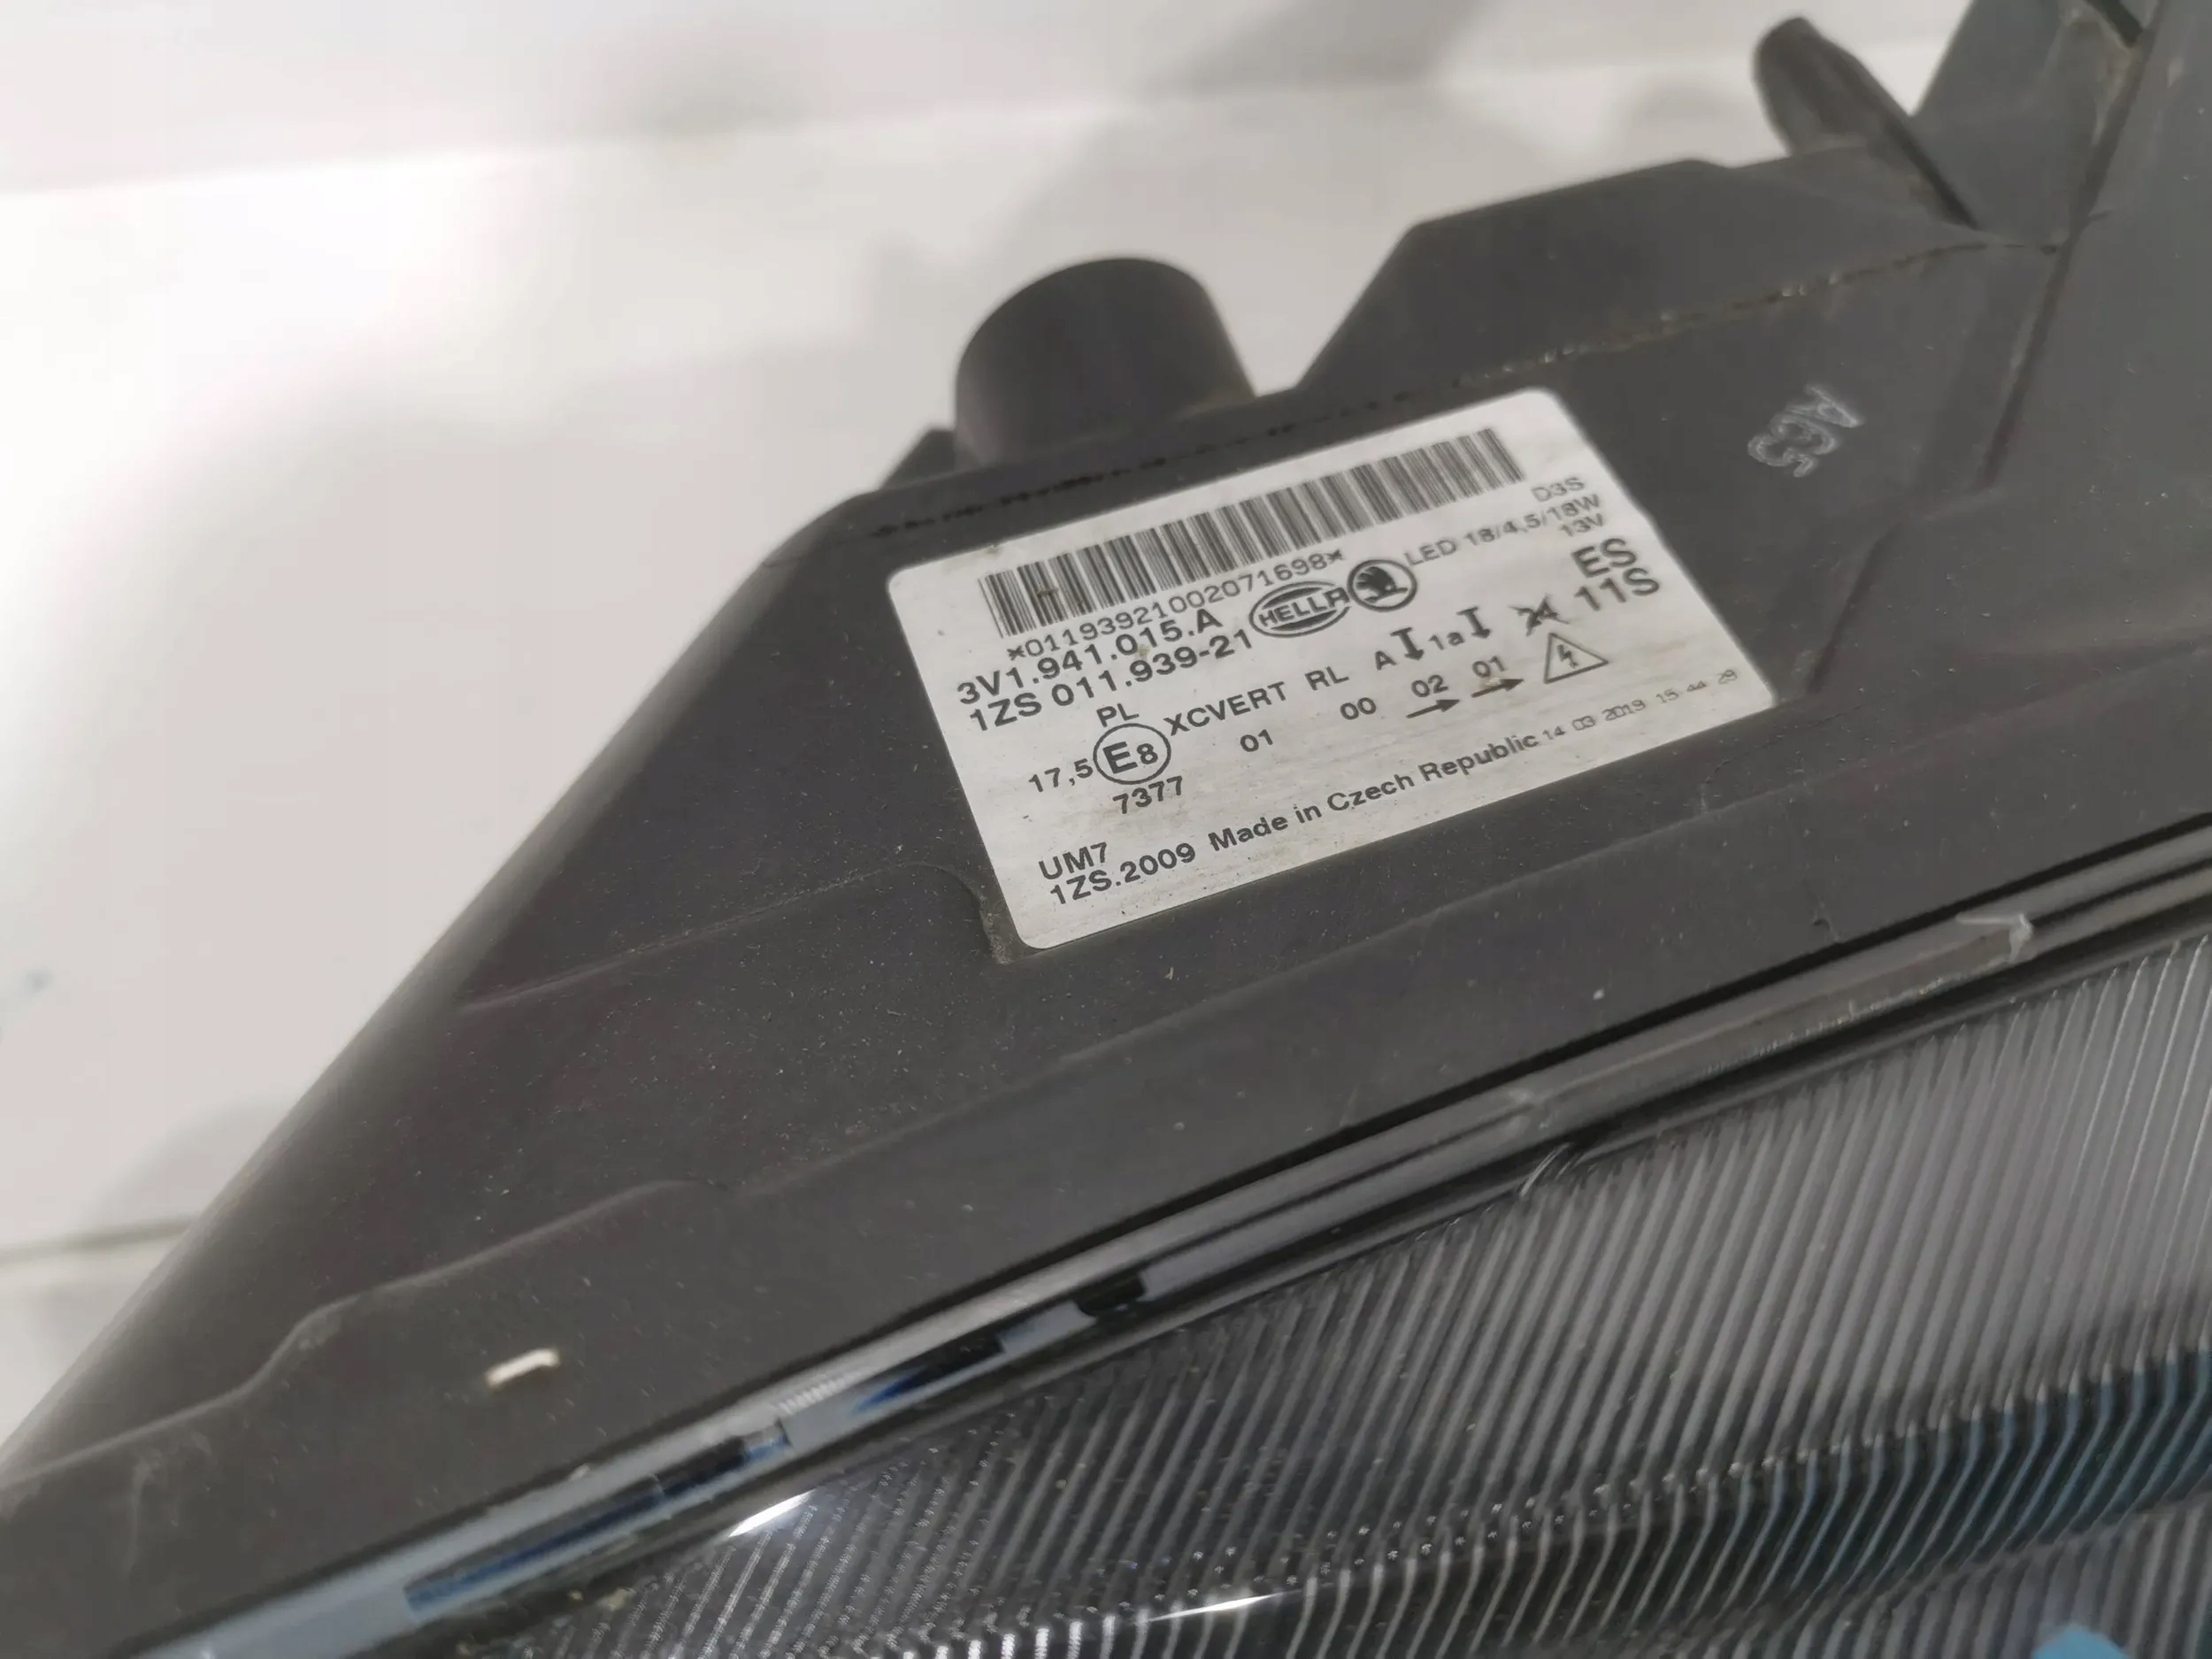 *01193921002071698*
D3S
LED 18/4,5/18W
13V
3V1.941.015.A
1ZS 011.939-21
HELLA
ES
11S
PL
XCVERT RL A 1a
17,5 E8 01 00 02 01
7377
UM7
1ZS.2009 Made in Czech Republic 14 03 2019 15 44 29
AG5